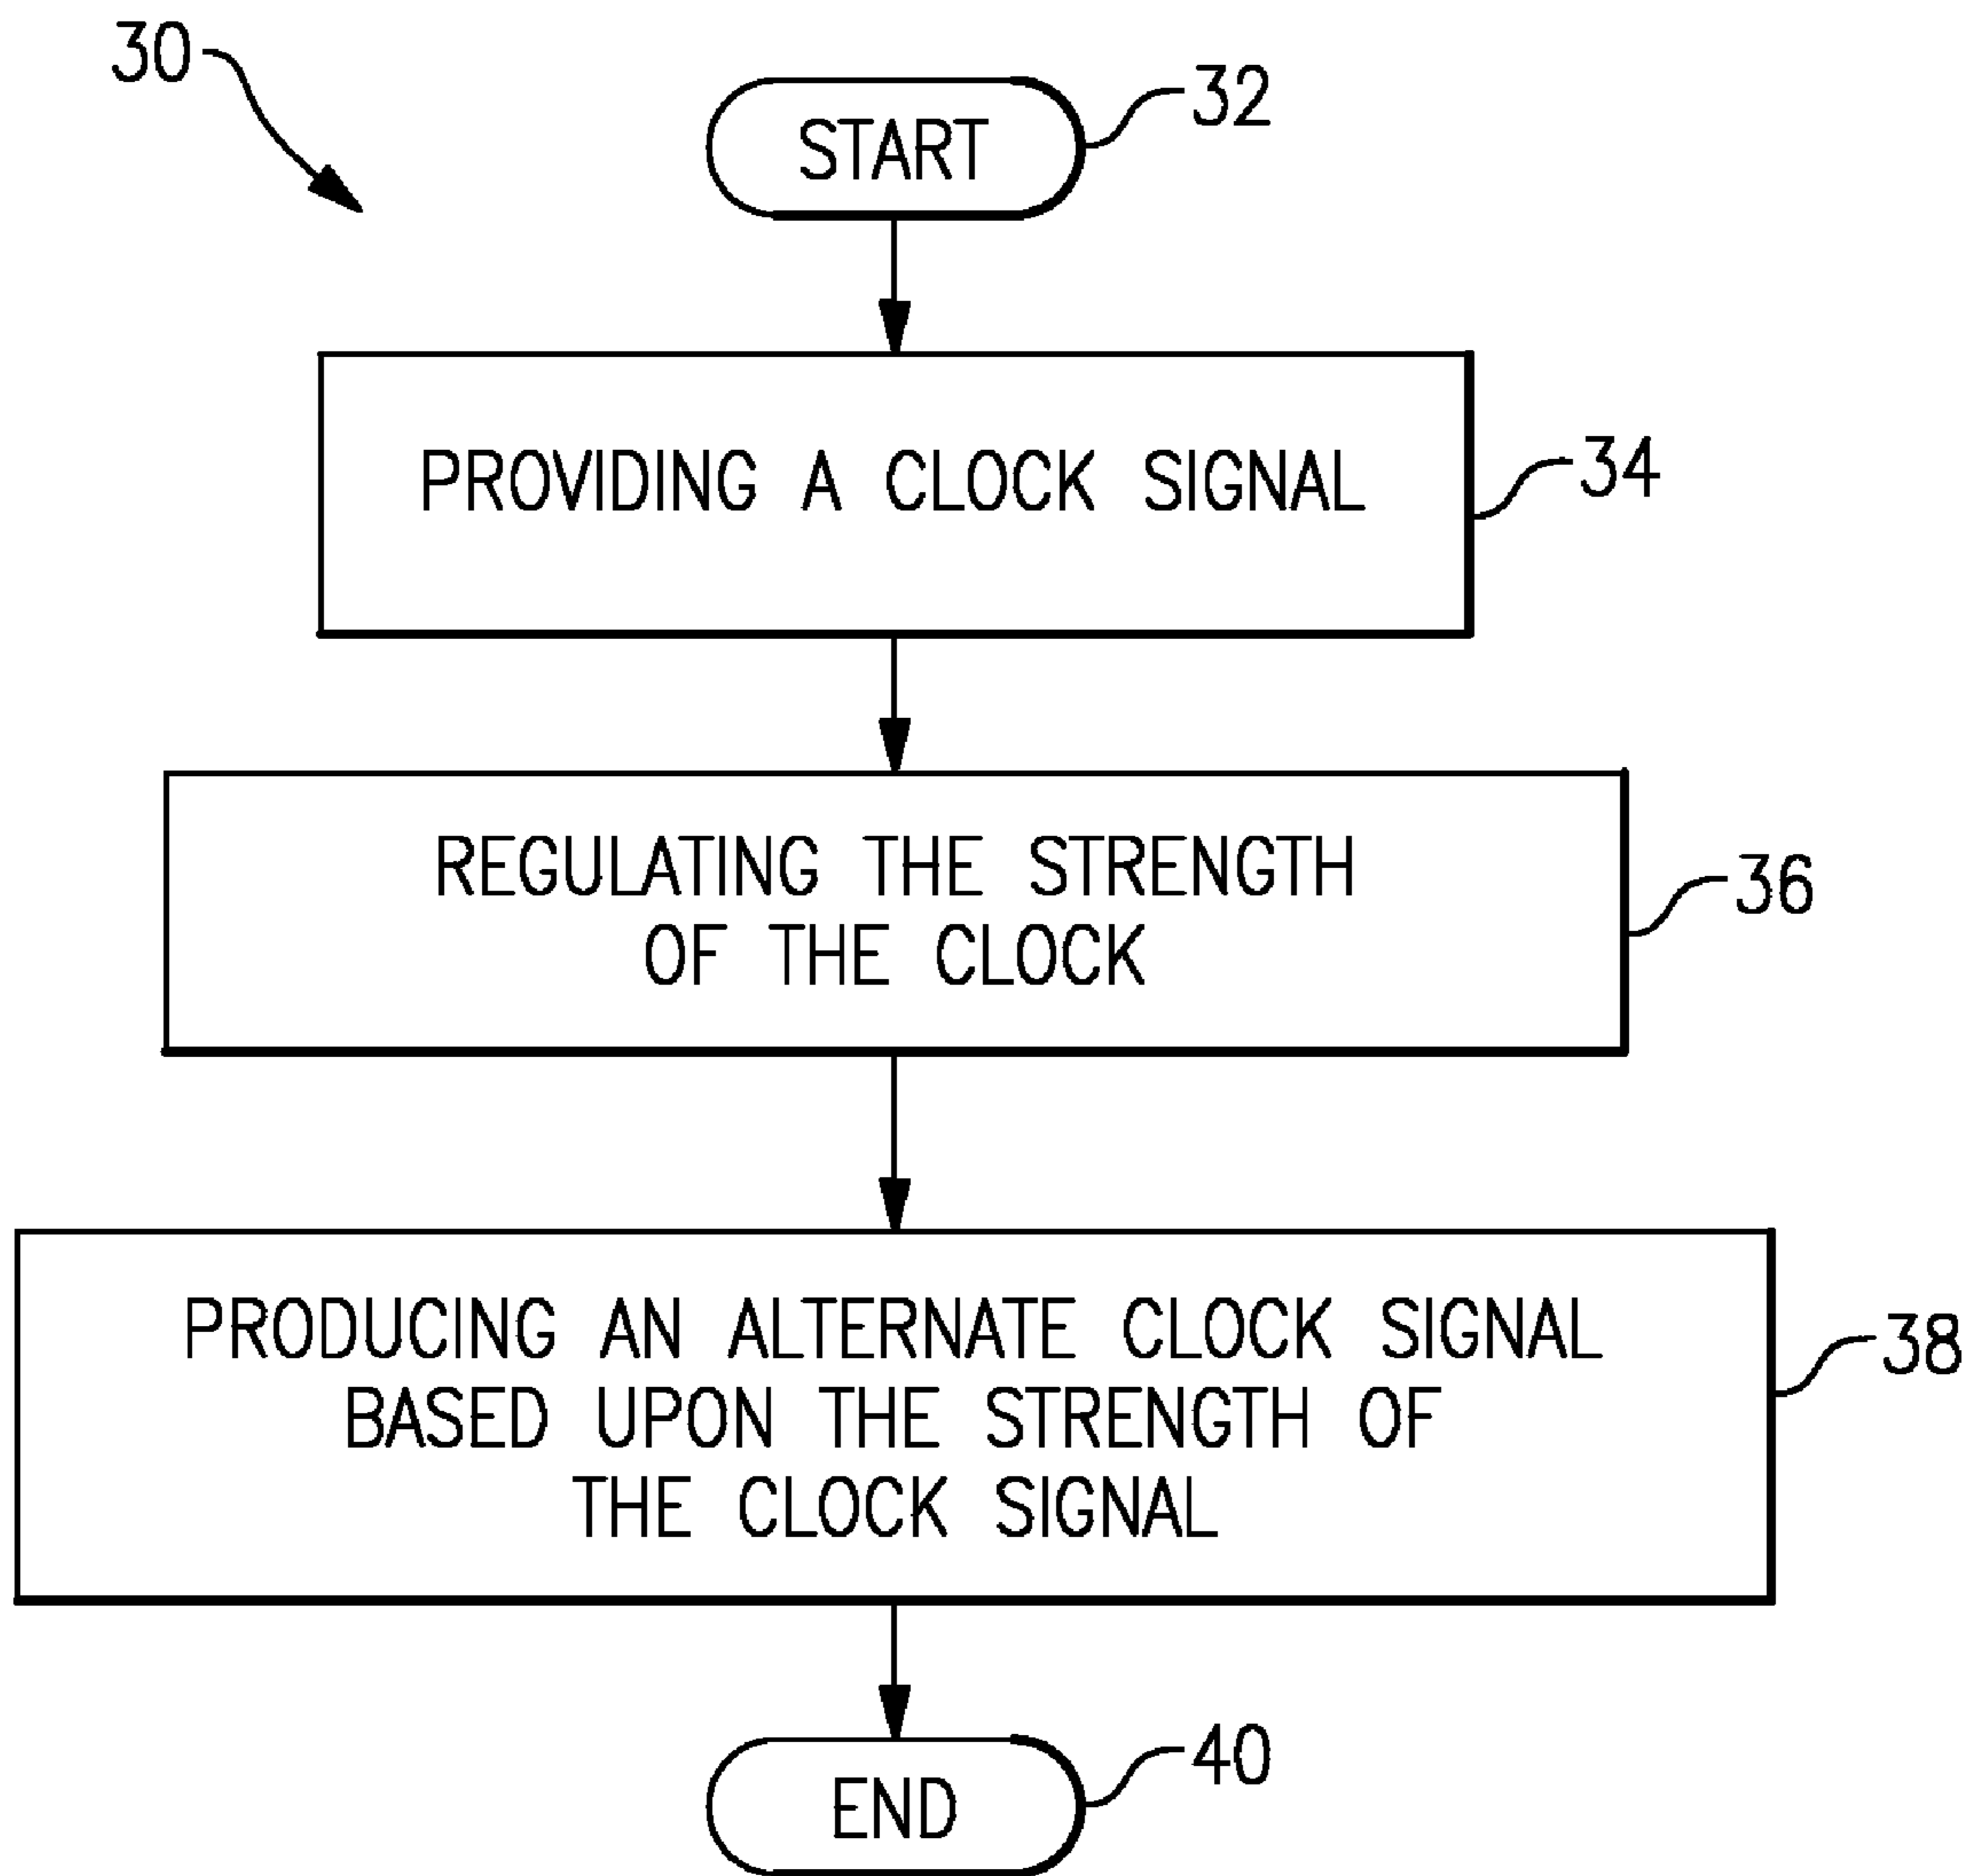 30
START
32
PROVIDING A CLOCK SIGNAL
34
REGULATING THE STRENGTH
OF THE CLOCK
36
PRODUCING AN ALTERNATE CLOCK SIGNAL
BASED UPON THE STRENGTH OF
THE CLOCK SIGNAL
38
END
40